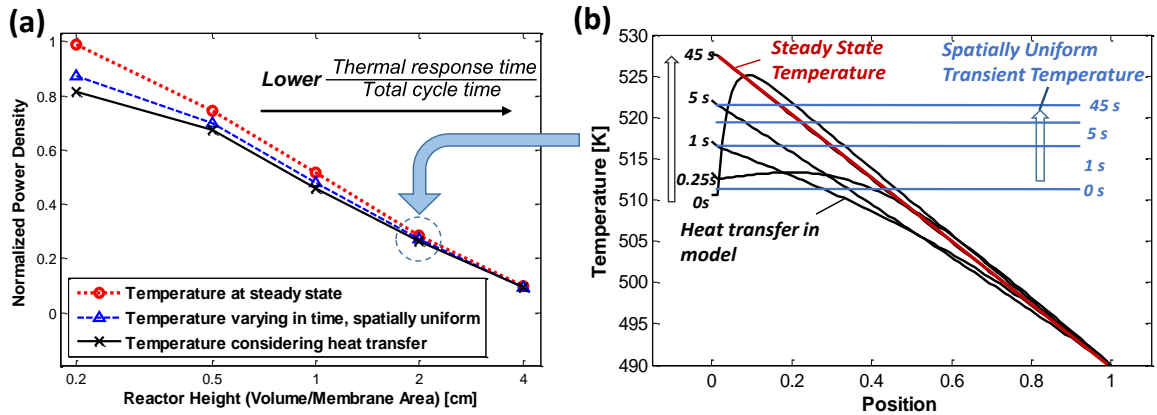 (a)
Normalized Power Density
1
0.8
0.6
0.4
0.2
0
Lower Thermal response time
Total cycle time
Temperature at steady state
Temperature varying in time, spatially uniform
Temperature considering heat transfer
0.2 0.5 1 2 4
Reactor Height (Volume/Membrane Area) [cm]
(b)
Temperature [K]
530
525
520
515
510
505
500
495
490
45 s
5 s
1 s
0.25s
0s
Steady State
Temperature
Spatially Uniform
Transient Temperature
45 s
5 s
1 s
0 s
Heat transfer in
model
0 0.2 0.4 0.6 0.8 1
Position